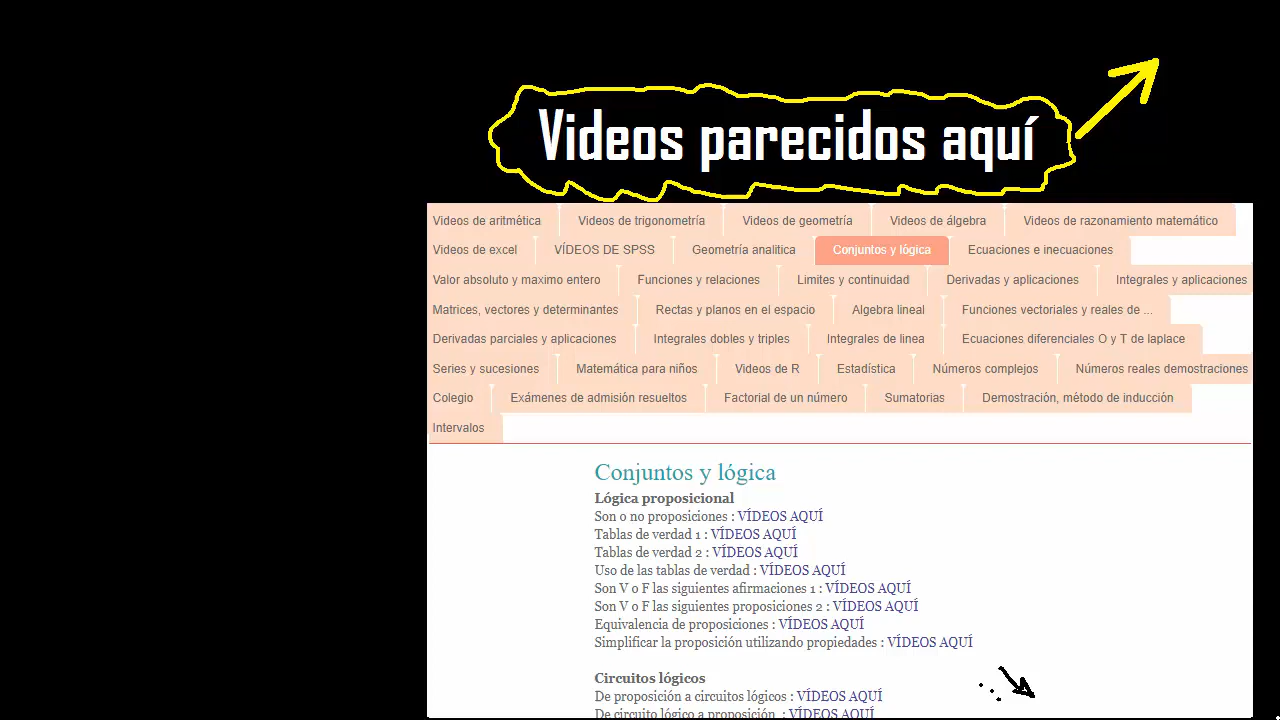 Videos parecidos aquí
Videos de aritmética Videos de trigonometría Videos de geometría Videos de álgebra Videos de razonamiento matemático
Videos de excel VÍDEOS DE SPSS Geometría analitica Conjuntos y lógica Ecuaciones e inecuaciones
Valor absoluto y maximo entero Funciones y relaciones Limites y continuidad Derivadas y aplicaciones Integrales y aplicaciones
Matrices, vectores y determinantes Rectas y planos en el espacio Algebra lineal Funciones vectoriales y reales de ...
Derivadas parciales y aplicaciones Integrales dobles y triples Integrales de linea Ecuaciones diferenciales O y T de laplace
Series y sucesiones Matemática para niños Videos de R Estadística Números complejos Números reales demostraciones
Colegio Exámenes de admisión resueltos Factorial de un número Sumatorias Demostración, método de inducción
Intervalos
Conjuntos y lógica
Lógica proposicional
Son o no proposiciones : VÍDEOS AQUÍ
Tablas de verdad 1 : VÍDEOS AQUÍ
Tablas de verdad 2 : VÍDEOS AQUÍ
Uso de las tablas de verdad : VÍDEOS AQUÍ
Son V o F las siguientes afirmaciones 1 : VÍDEOS AQUÍ
Son V o F las siguientes proposiciones 2 : VÍDEOS AQUÍ
Equivalencia de proposiciones : VÍDEOS AQUÍ
Simplificar la proposición utilizando propiedades : VÍDEOS AQUÍ
Circuitos lógicos
De proposición a circuitos lógicos : VÍDEOS AQUÍ
De circuito lógico a proposición : VÍDEOS AQUÍ